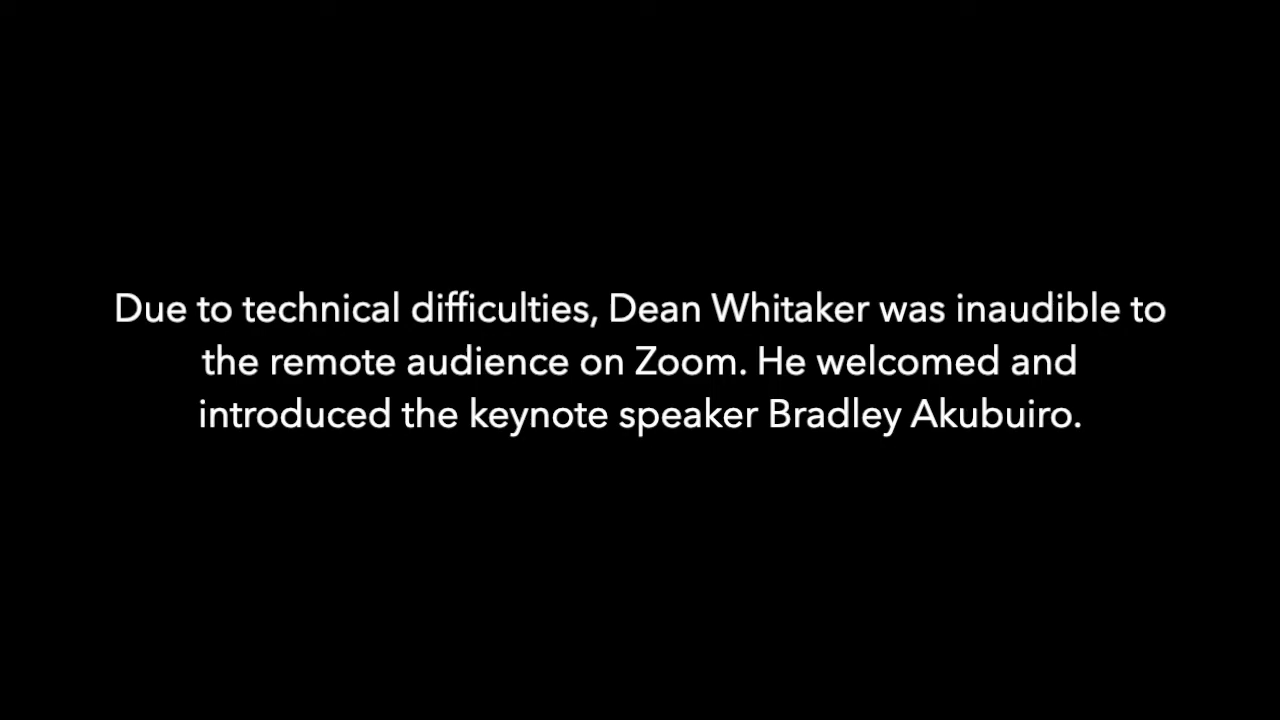 Due to technical difficulties, Dean Whitaker was inaudible to
the remote audience on Zoom. He welcomed and
introduced the keynote speaker Bradley Akubuiro.